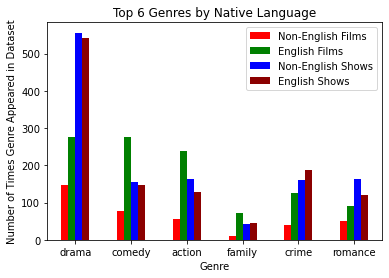 Top 6 Genres by Native Language
Number of Times Genre Appeared in Dataset
500
400
300
200
100
0
Non-English Films
English Films
Non-English Shows
English Shows
drama comedy action family crime romance
Genre